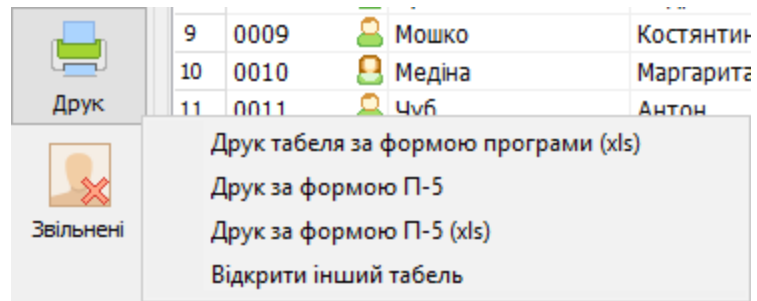 9 0009 Мошко Костянтин
10 0010 Медіна Маргарита
Друк
11 0011 Чуб Антон
Друк табеля за формою програми (xls)
Друк за формою П-5
Звільнені
Друк за формою П-5 (xls)
Відкрити інший табель